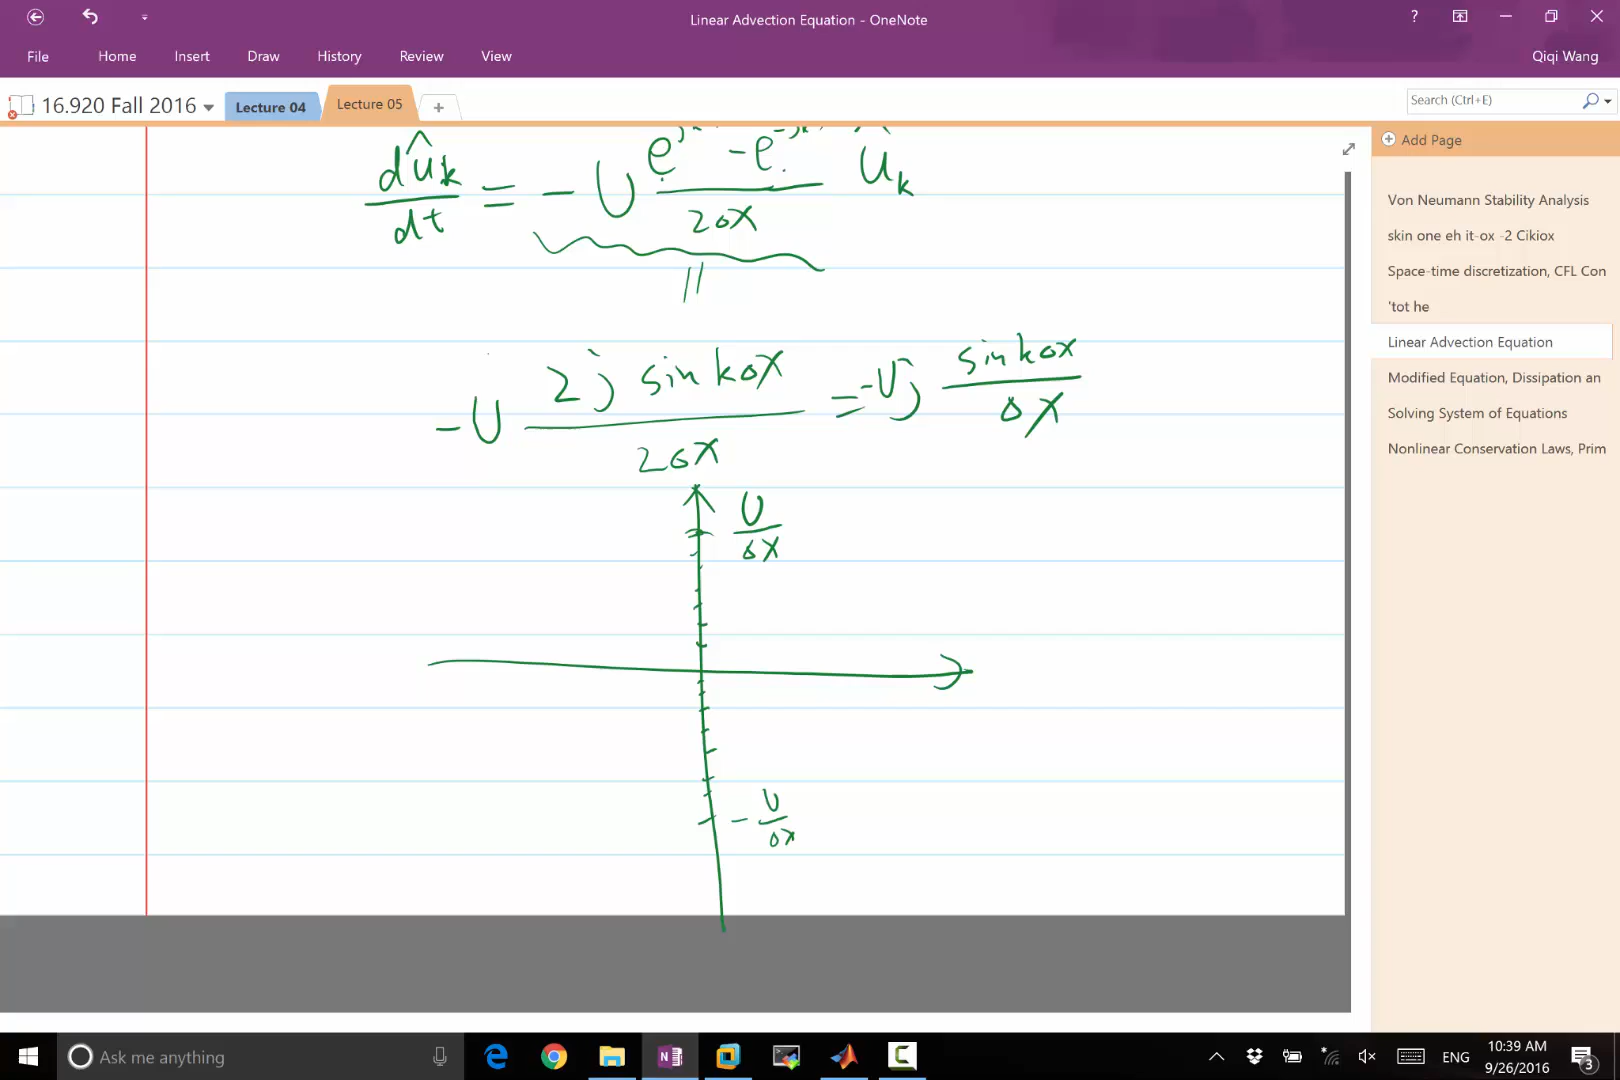 Linear Advection Equation - OneNote
?
File Home Insert Draw History Review View
Qiqi Wang
16.920 Fall 2016
Lecture 04
Lecture 05
+
Search (Ctrl+E)
Add Page
Von Neumann Stability Analysis
skin one eh it-ox -2 Cikiox
Space-time discretization, CFL Con
'tot he
Linear Advection Equation
Modified Equation, Dissipation an
Solving System of Equations
Nonlinear Conservation Laws, Prim
dû_k/dt = - U (e - e)/2Δx û_k
||
- U 2j sin kΔx / 2Δx = -Uj sin kΔx / Δx
U/Δx
- U/Δx
Ask me anything
ENG
10:39 AM
9/26/2016
3